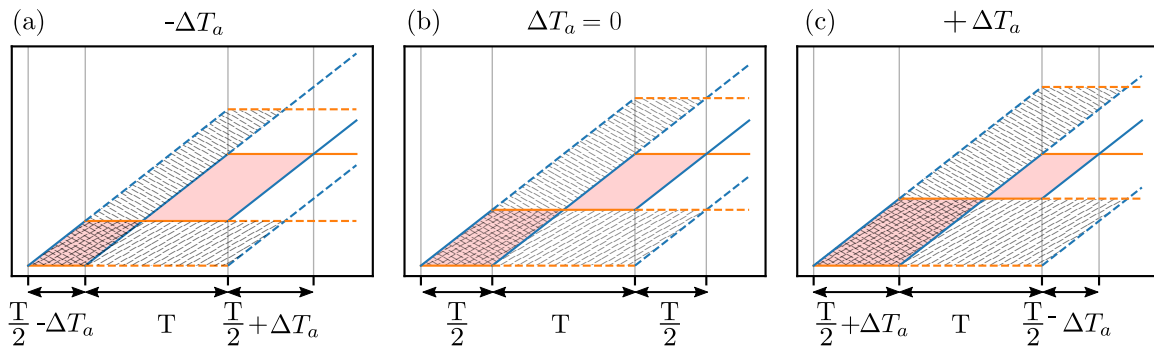 (a) -ΔT_a
(b) ΔT_a = 0
(c) + ΔT_a
T/2 -ΔT_a T T/2 +ΔT_a
T/2 T T/2
T/2 +ΔT_a T T/2 - ΔT_a